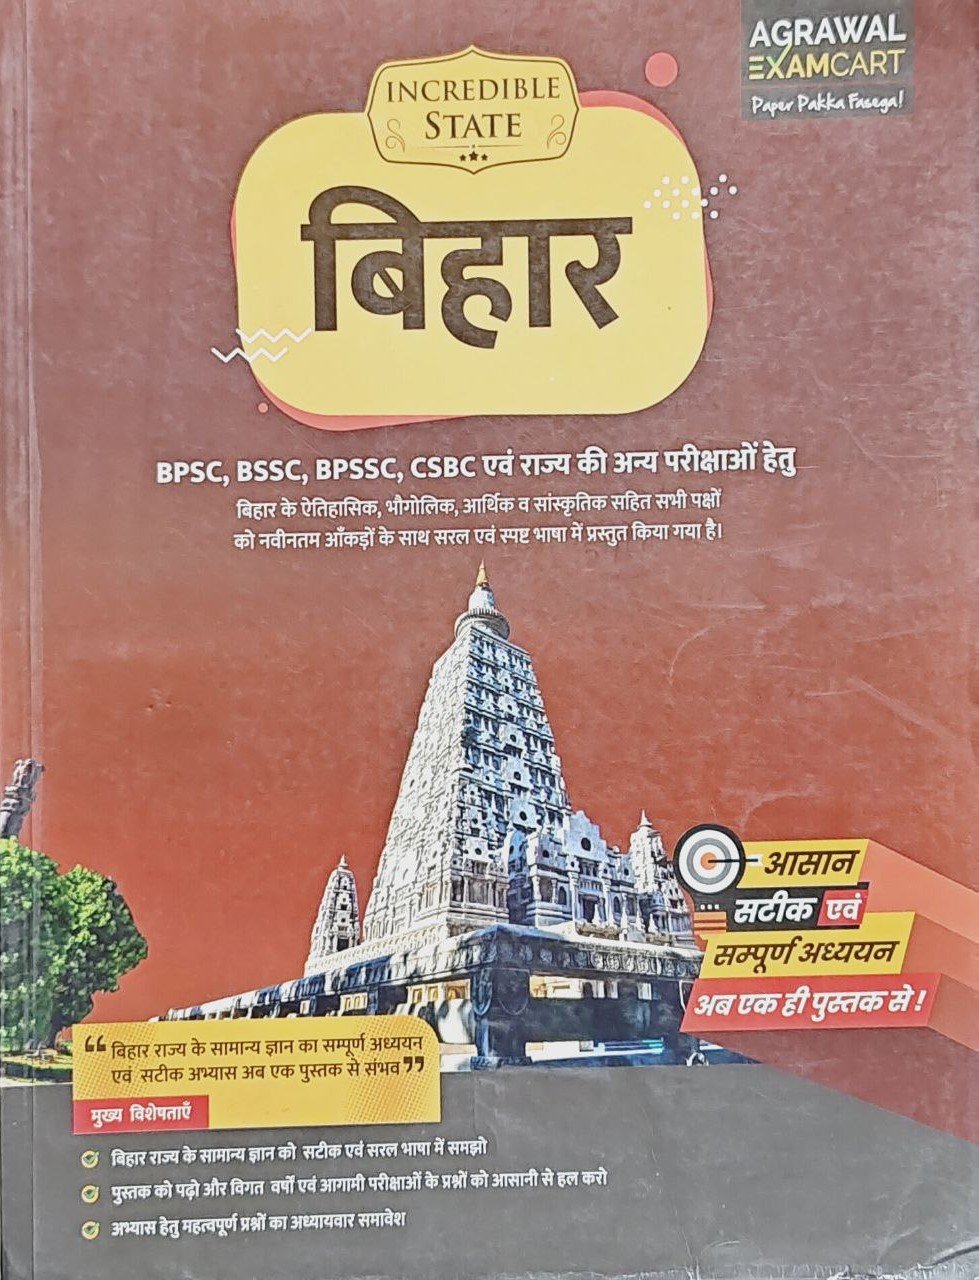 AGRAWAL
EXAMCART
Paper Pakka Fasega!
INCREDIBLE
STATE
बिहार
BPSC, BSSC, BPSSC, CSBC एवं राज्य की अन्य परीक्षाओं हेतु
बिहार के ऐतिहासिक, भौगोलिक, आर्थिक व सांस्कृतिक सहित सभी पक्षों
को नवीनतम आँकड़ों के साथ सरल एवं स्पष्ट भाषा में प्रस्तुत किया गया है।
आसान
सटीक एवं
सम्पूर्ण अध्ययन
अब एक ही पुस्तक से!
“बिहार राज्य के सामान्य ज्ञान का सम्पूर्ण अध्ययन
एवं सटीक अभ्यास अब एक पुस्तक से संभव”
मुख्य विशेषताएँ
बिहार राज्य के सामान्य ज्ञान को सटीक एवं सरल भाषा में समझो
पुस्तक को पढ़ो और विगत वर्षों एवं आगामी परीक्षाओं के प्रश्नों को आसानी से हल करो
अभ्यास हेतु महत्वपूर्ण प्रश्नों का अध्यायवार समावेश